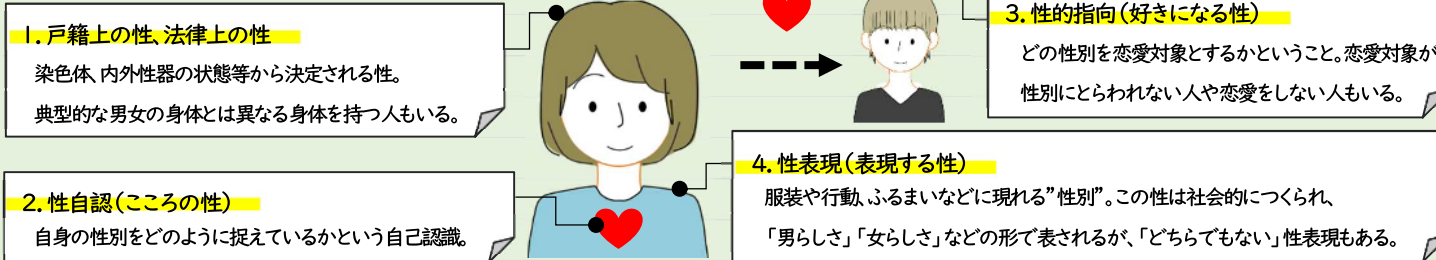 1.戸籍上の性、法律上の性
染色体、内外性器の状態等から決定される性。
典型的な男女の身体とは異なる身体を持つ人もいる。
2.性自認(こころの性)
自身の性別をどのように捉えているかという自己認識。
3.性的指向(好きになる性)
どの性別を恋愛対象とするかということ。恋愛対象が
性別にとらわれない人や恋愛をしない人もいる。
4.性表現(表現する性)
服装や行動、ふるまいなどに現れる”性別”。この性は社会的につくられ、
「男らしさ」「女らしさ」などの形で表されるが、「どちらでもない」性表現もある。